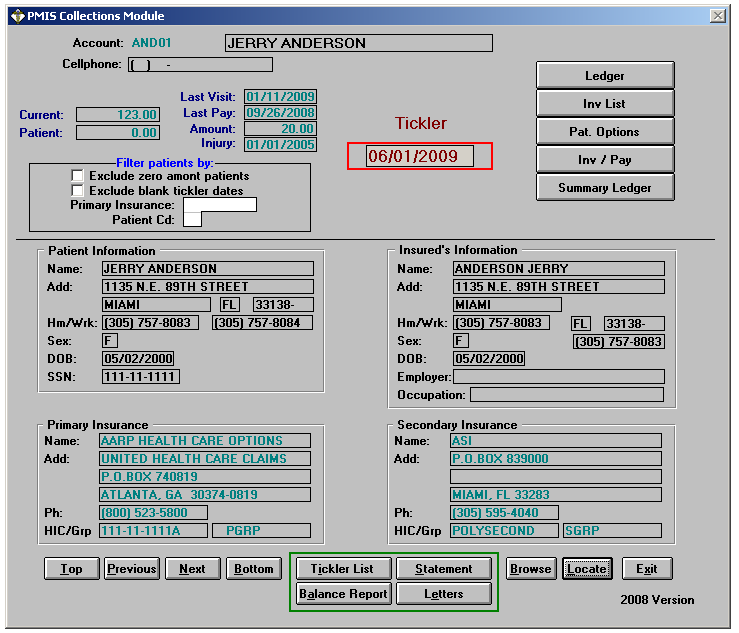 PMIS Collections Module
Account: AND01 JERRY ANDERSON
Cellphone: ( ) -
Ledger
Inv List
Pat. Options
Inv / Pay
Summary Ledger
Last Visit: 01/11/2009
Current: 123.00 Last Pay: 09/26/2008
Patient: 0.00 Amount: 20.00
Injury: 01/01/2005
Tickler
06/01/2009
Filter patients by:
Exclude zero amont patients
Exclude blank tickler dates
Primary Insurance:
Patient Cd:
Patient Information
Name: JERRY ANDERSON
Add: 1135 N.E. 89TH STREET
MIAMI FL 33138-
Hm/Wrk: (305) 757-8083 (305) 757-8084
Sex: F
DOB: 05/02/2000
SSN: 111-11-1111
Insured's Information
Name: ANDERSON JERRY
Add: 1135 N.E. 89TH STREET
MIAMI
Hm/Wrk: (305) 757-8083 FL 33138-
Sex: F (305) 757-8083
DOB: 05/02/2000
Employer:
Occupation:
Primary Insurance
Name: AARP HEALTH CARE OPTIONS
Add: UNITED HEALTH CARE CLAIMS
P.O.BOX 740819
ATLANTA, GA 30374-0819
Ph: (800) 523-5800
HIC/Grp 111-11-1111A PGRP
Secondary Insurance
Name: ASI
Add: P.O.BOX 839000
MIAMI, FL 33283
Ph: (305) 595-4040
HIC/Grp POLYSECOND SGRP
Top Previous Next Bottom Tickler List Statement Browse Locate Exit
Balance Report Letters
2008 Version